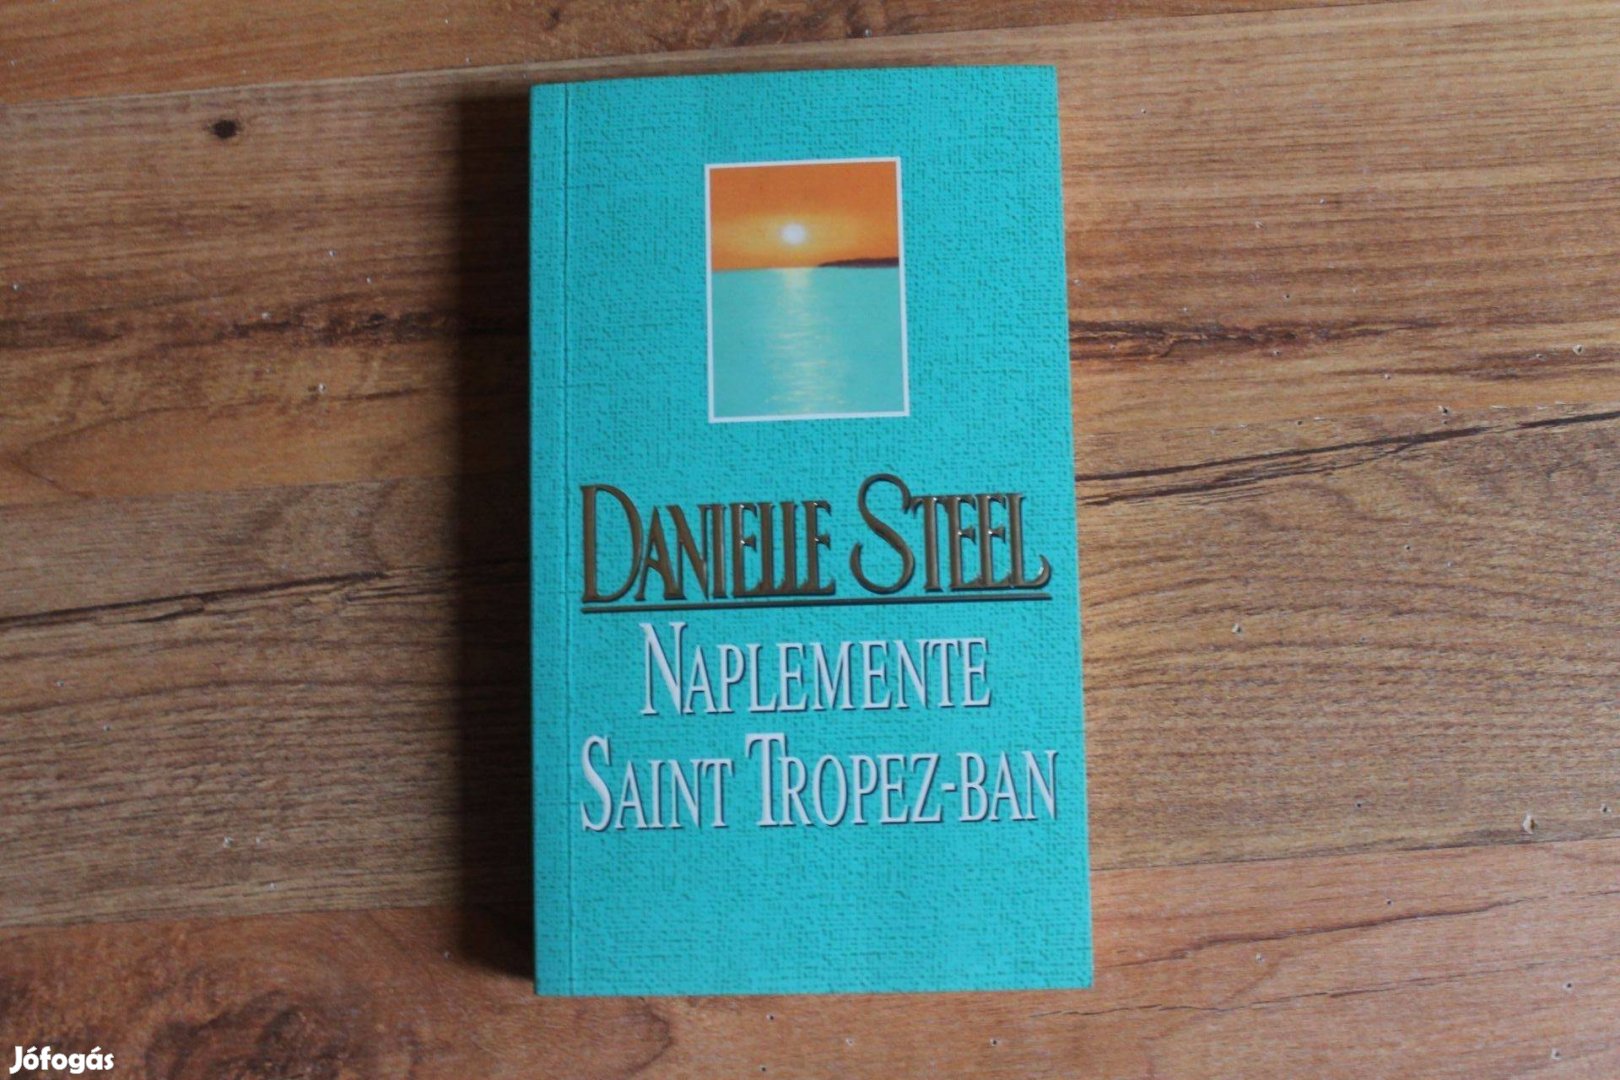 DANIELLE STEEL
NAPLEMENTE
SAINT TROPEZ-BAN
Jófogás